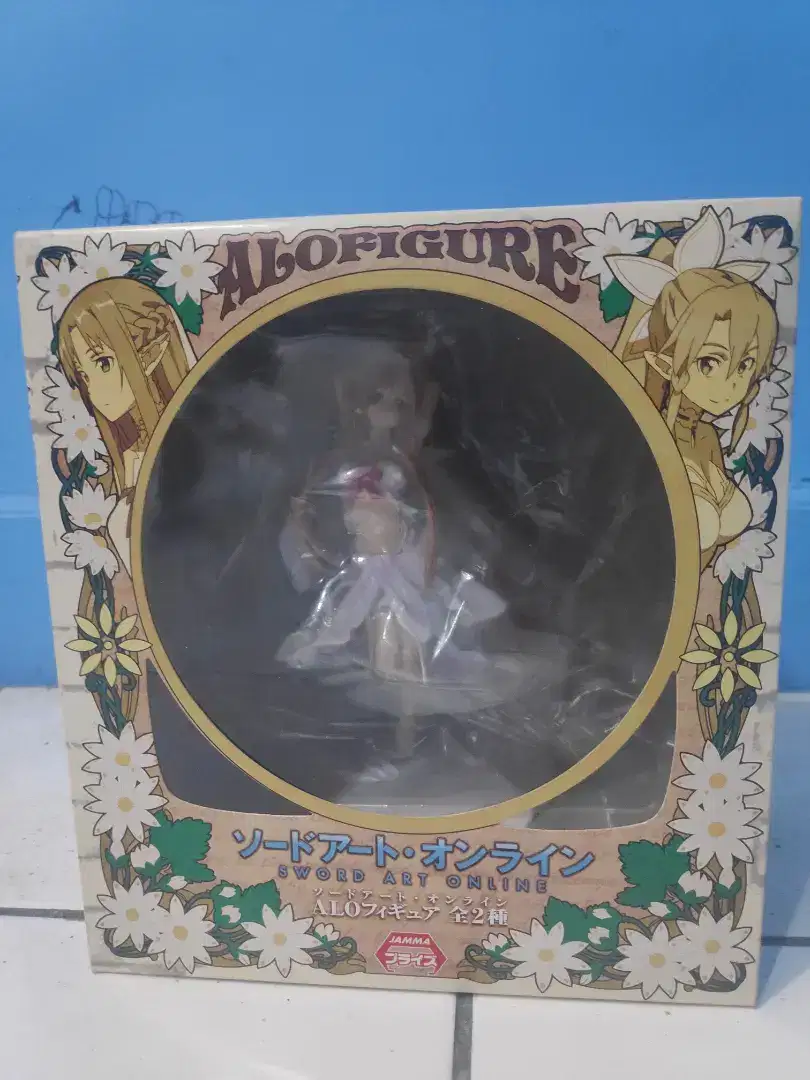 ALOFIGURE
ソードアート・オンライン
SWORD ART ONLINE
ソードアート・オンライン
ALOフィギュア 全2種
JAMMA
プライズ